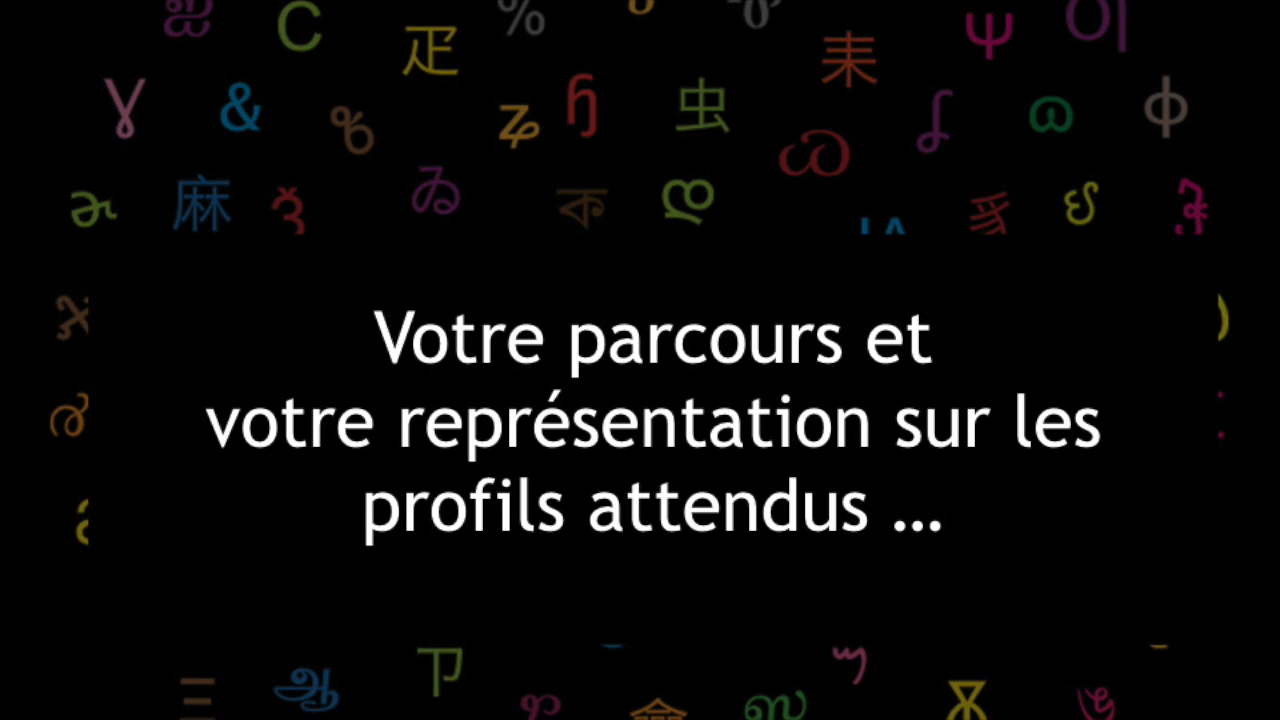 Votre parcours et
votre représentation sur les
profils attendus ...